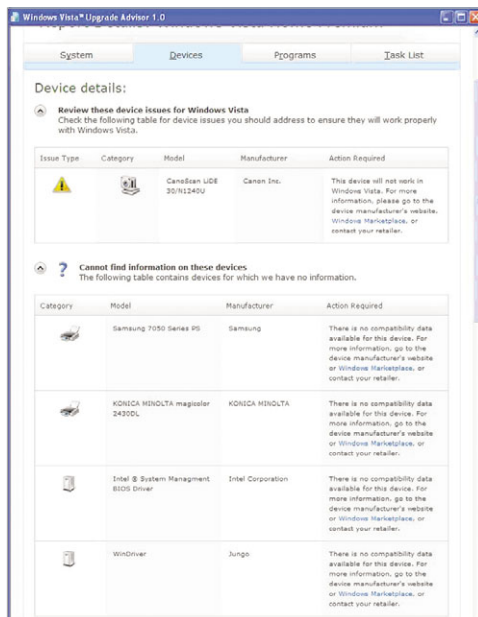 Windows Vista™ Upgrade Advisor 1.0
System Devices Programs Task List
Device details:
Review these device issues for Windows Vista
Check the following table for device issues you should address to ensure they will work properly
with Windows Vista.
Issue Type Category Model Manufacturer Action Required
CanoScan LiDE
30/N1240U
Canon Inc.
This device will not work in
Windows Vista. For more
information, please go to the
device manufacturer's website,
Windows Marketplace, or
contact your retailer.
? Cannot find information on these devices
The following table contains devices for which we have no information.
Category Model Manufacturer Action Required
Samsung 7050 Series PS
Samsung
There is no compatibility data
available for this device. For
more information, go to the
device manufacturer's website
or Windows Marketplace, or
contact your retailer.
KONICA MINOLTA magicolor
2430DL
KONICA MINOLTA
There is no compatibility data
available for this device. For
more information, go to the
device manufacturer's website
or Windows Marketplace, or
contact your retailer.
Intel ® System Managment
BIOS Driver
Intel Corporation
There is no compatibility data
available for this device. For
more information, go to the
device manufacturer's website
or Windows Marketplace, or
contact your retailer.
WinDriver
Jungo
There is no compatibility data
available for this device. For
more information, go to the
device manufacturer's website
or Windows Marketplace, or
contact your retailer.